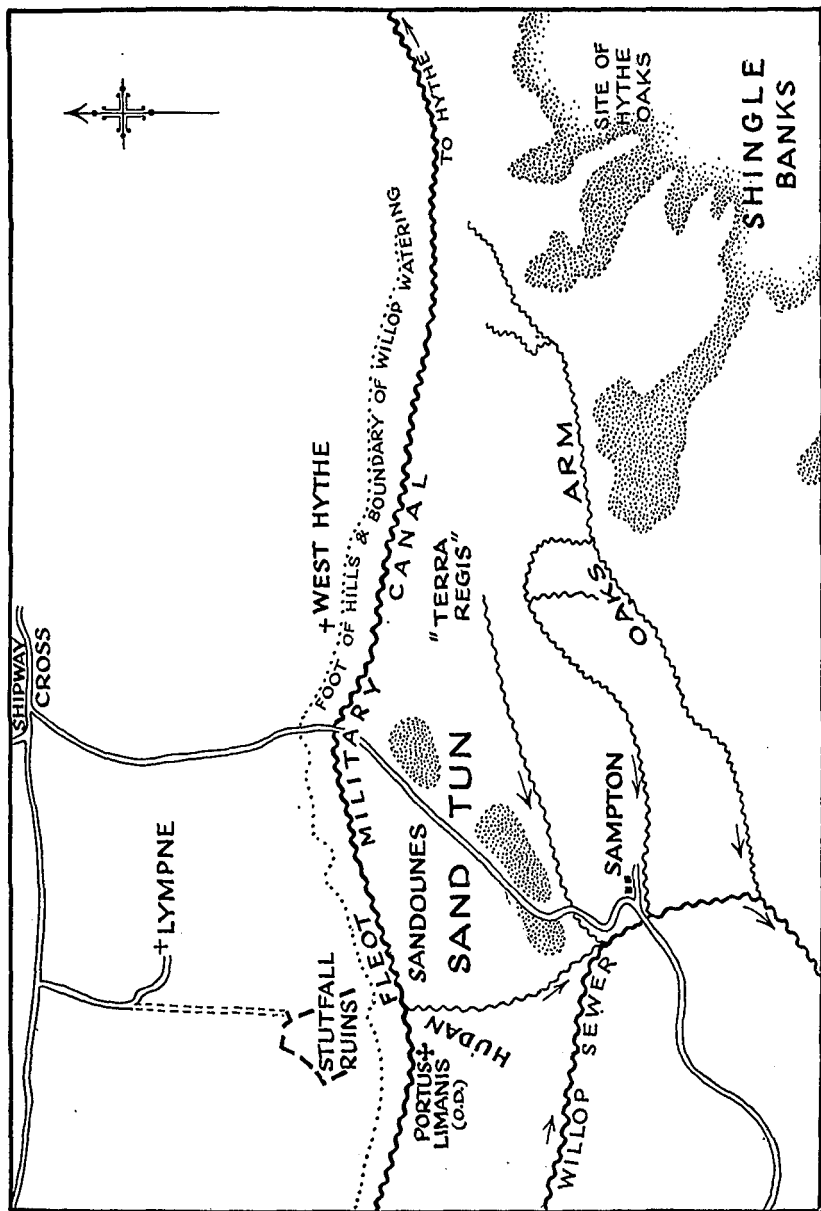 SHIPWAY
CROSS
+LYMPNE
+WEST HYTHE
FOOT OF HILLS & BOUNDARY OF WILLOP WATERING
STUTFALL
RUINS
FLEOT
MILITARY CANAL
TO HYTHE
PORTUS
LIMANIS
(O.D.)
HUDAN
SANDOUNES
SAND TUN
"TERRA
REGIS"
WILLOP SEWER
SAMPTON
OAKS ARM
SITE OF
HYTHE
OAKS
SHINGLE
BANKS